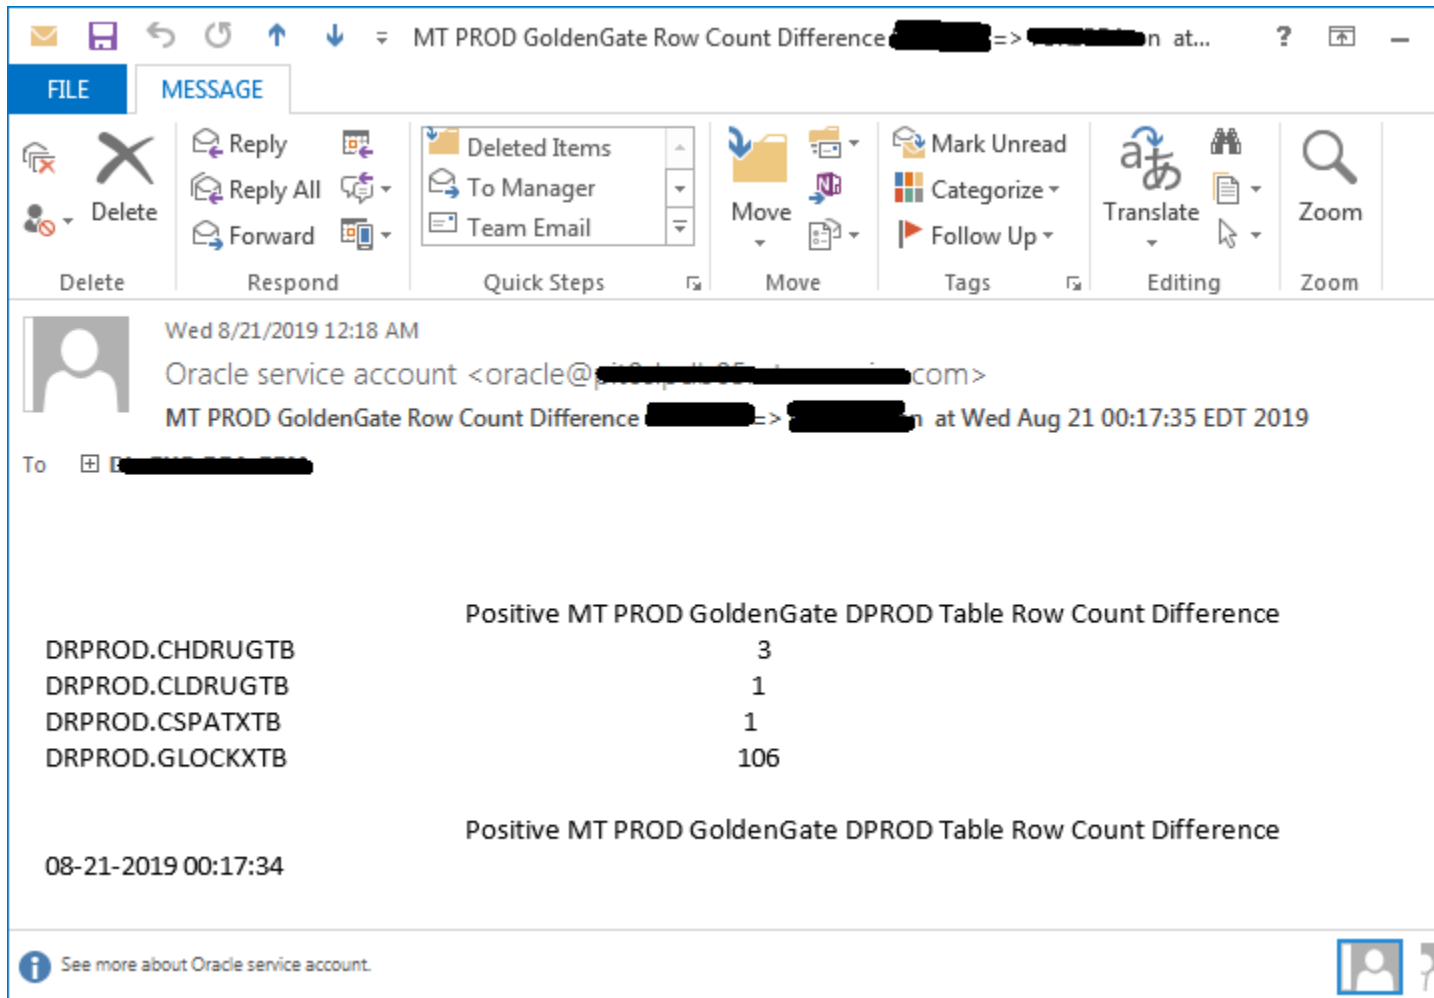 MT PROD GoldenGate Row Count Difference => n at... ?
FILE MESSAGE
Delete
Reply
Reply All
Forward
Deleted Items
To Manager
Team Email
Move
Mark Unread
Categorize
Follow Up
Translate
Zoom
Delete Respond Quick Steps Move Tags Editing Zoom
Wed 8/21/2019 12:18 AM
Oracle service account <oracle@ com>
MT PROD GoldenGate Row Count Difference => n at Wed Aug 21 00:17:35 EDT 2019
To
Positive MT PROD GoldenGate DPROD Table Row Count Difference
DRPROD.CHDRUGTB 3
DRPROD.CLDRUGTB 1
DRPROD.CSPATXTB 1
DRPROD.GLOCKXTB 106
Positive MT PROD GoldenGate DPROD Table Row Count Difference
08-21-2019 00:17:34
See more about Oracle service account.